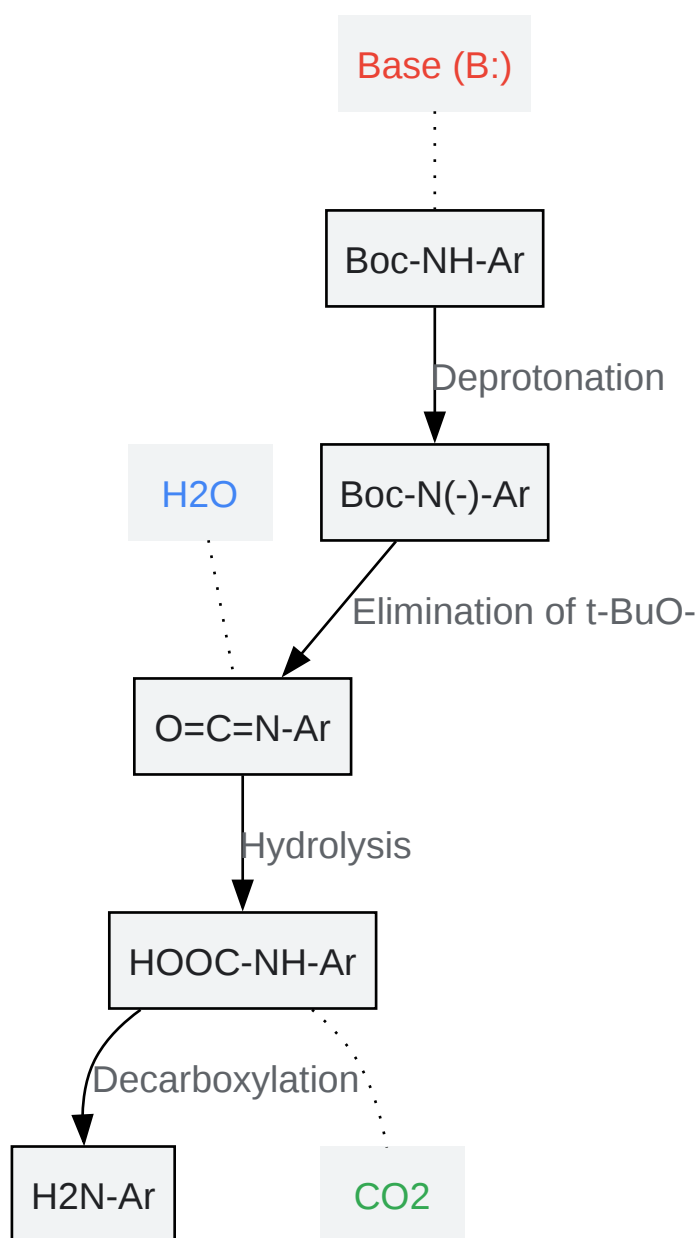 Base (B:)
Boc-NH-Ar
Deprotonation
H2O
Boc-N(-)-Ar
Elimination of t-BuO-
O=C=N-Ar
Hydrolysis
HOOC-NH-Ar
Decarboxylation
H2N-Ar
CO2